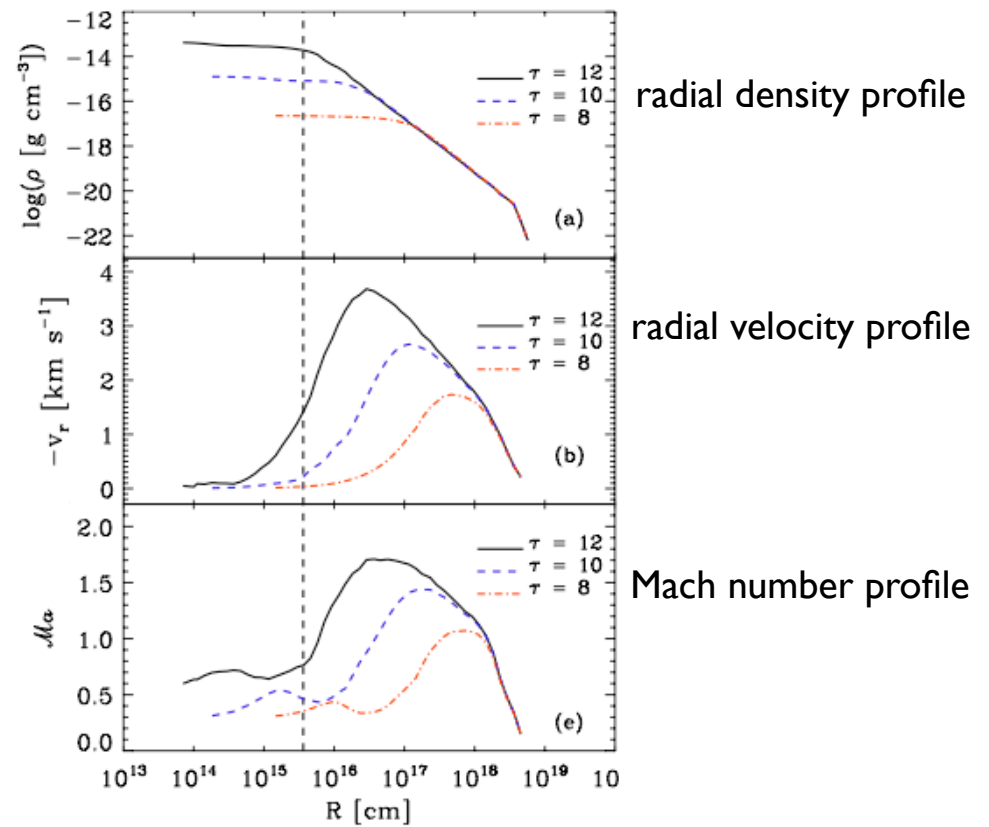 -12
-14
-16
-18
-20
-22
log(ρ [g cm⁻³])
τ = 12
τ = 10
τ = 8
(a)
radial density profile
4
3
2
1
0
-v_r [km s⁻¹]
τ = 12
τ = 10
τ = 8
(b)
radial velocity profile
2.0
1.5
1.0
0.5
0.0
ℳₐ
τ = 12
τ = 10
τ = 8
(e)
Mach number profile
10¹³ 10¹⁴ 10¹⁵ 10¹⁶ 10¹⁷ 10¹⁸ 10¹⁹ 10
R [cm]